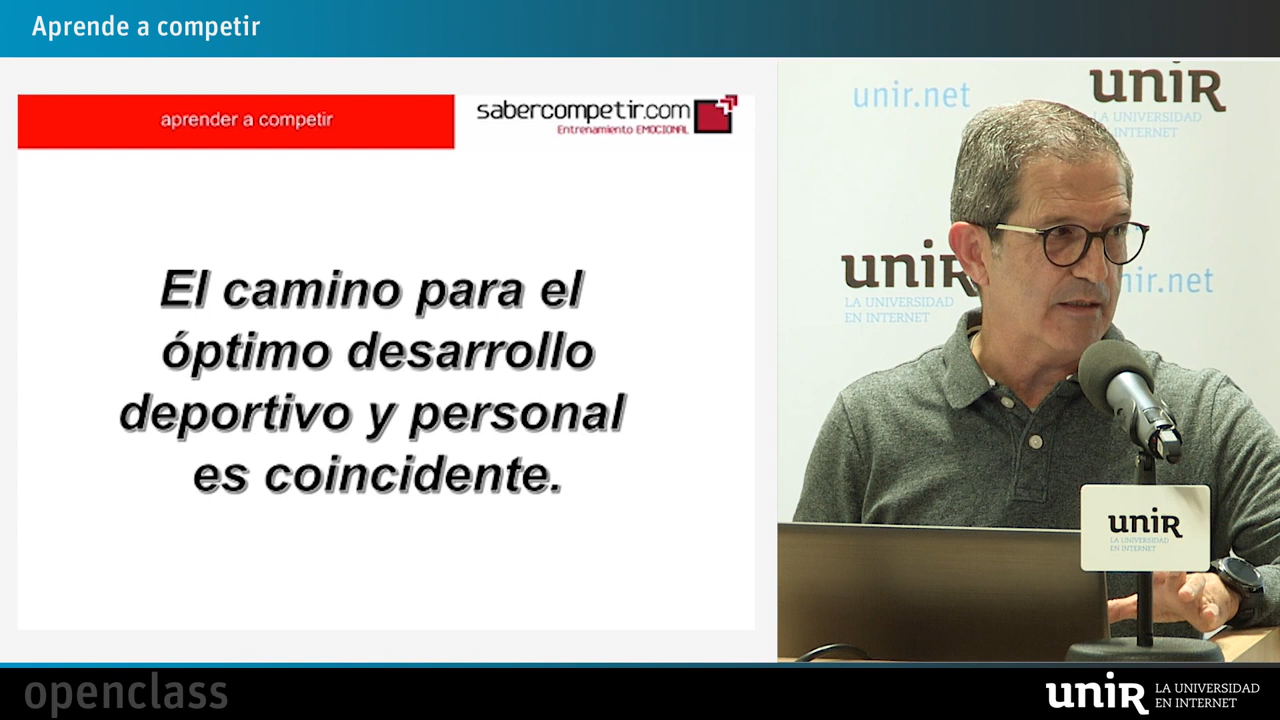 Aprende a competir
aprender a competir
sabercompetir.com
Entrenamiento EMOCIONAL
El camino para el
óptimo desarrollo
deportivo y personal
es coincidente.
unir.net
unir
LA UNIVERSIDAD
INTERNET
unir
LA UNIVERSIDAD
EN INTERNET
nir.net
unir
LA UNIVERSIDAD
EN INTERNET
openclass
unir
LA UNIVERSIDAD
EN INTERNET